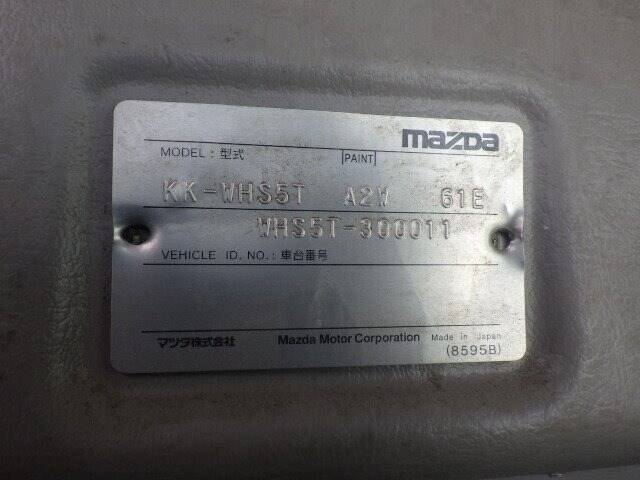 mazda
MODEL : 型式 PAINT
KK-WHS5T A2W 61E
WHS5T-300011
VEHICLE ID. NO. : 車台番号
マツダ株式会社 Mazda Motor Corporation Made in Japan
(8595B)